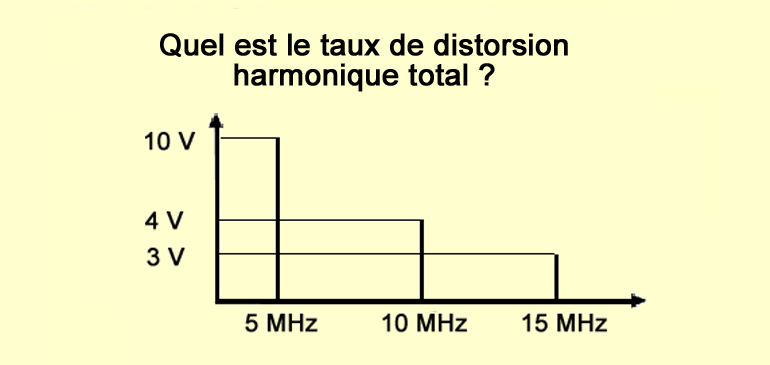 Quel est le taux de distorsion
harmonique total ?
10 V
4 V
3 V
5 MHz
10 MHz
15 MHz